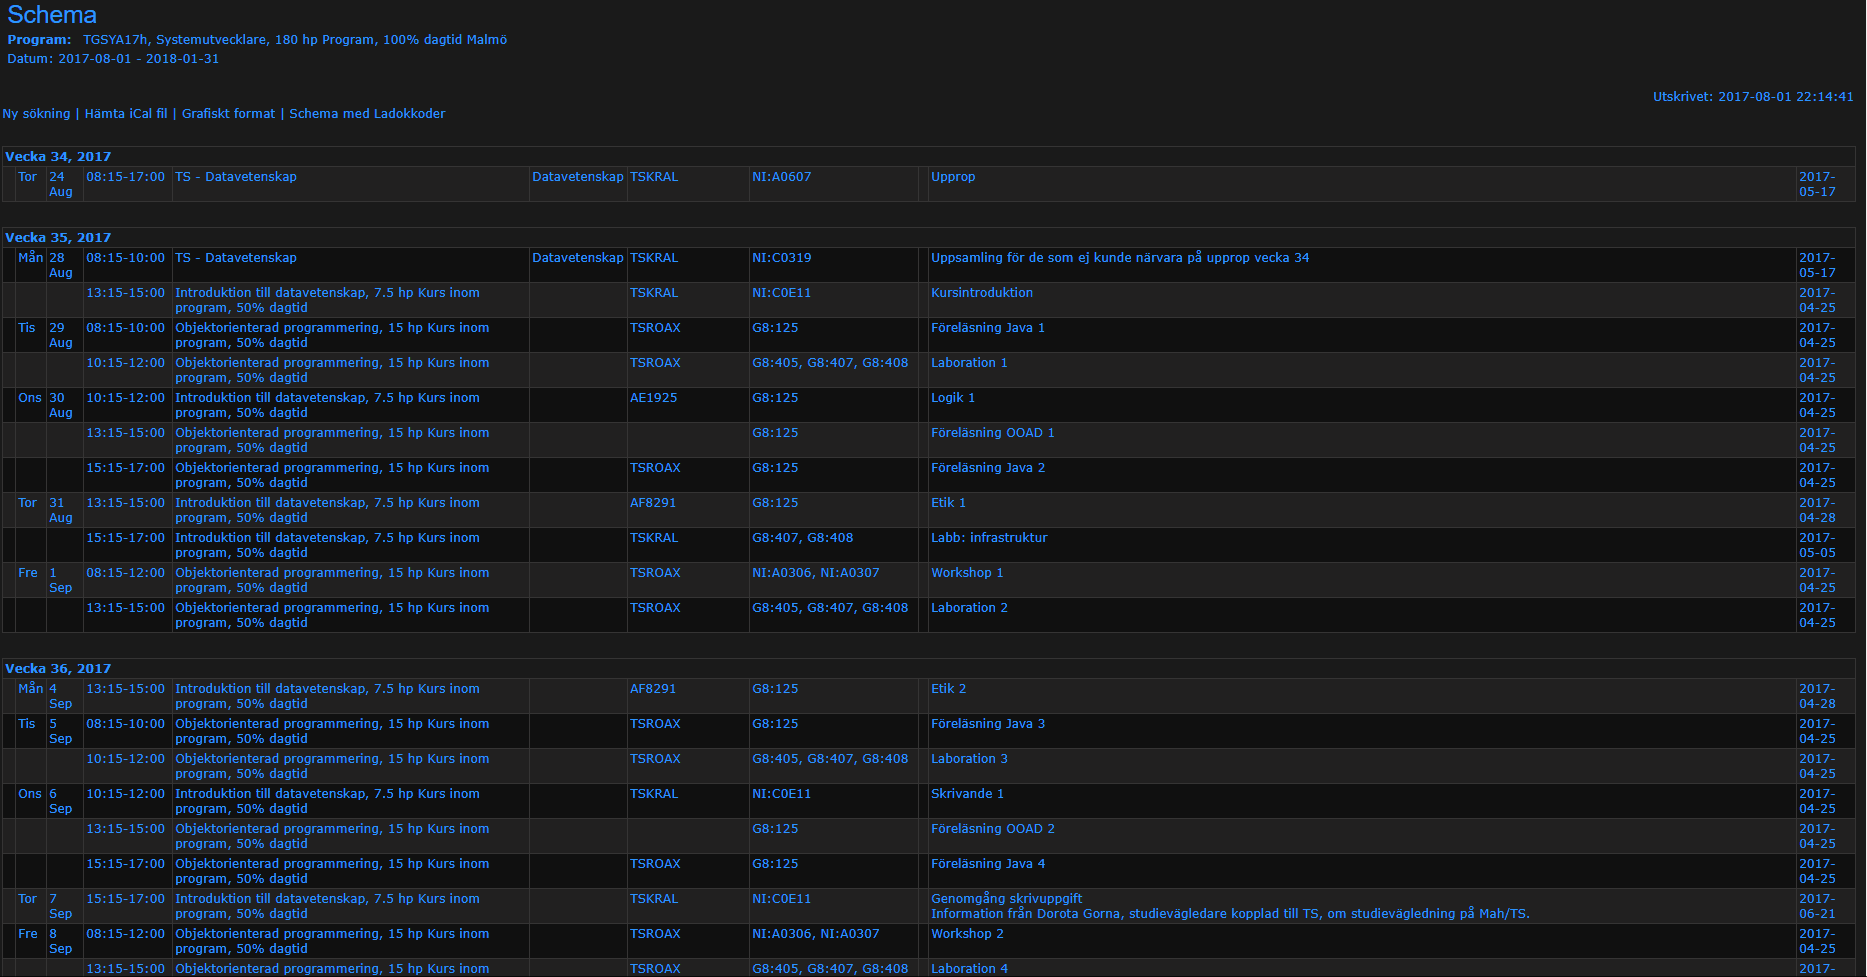 Schema
Program: TGSYA17h, Systemutvecklare, 180 hp Program, 100% dagtid Malmö
Datum: 2017-08-01 - 2018-01-31
Utskrivet: 2017-08-01 22:14:41
Ny sökning | Hämta iCal fil | Grafiskt format | Schema med Ladokkoder
Vecka 34, 2017
Tor 24 08:15-17:00 TS - Datavetenskap Datavetenskap TSKRAL NI:A0607 Upprop 2017-
Aug 05-17
Vecka 35, 2017
Mån 28 08:15-10:00 TS - Datavetenskap Datavetenskap TSKRAL NI:C0319 Uppsamling för de som ej kunde närvara på upprop vecka 34 2017-
Aug 05-17
13:15-15:00 Introduktion till datavetenskap, 7.5 hp Kurs inom TSKRAL NI:C0E11 Kursintroduktion 2017-
program, 50% dagtid 04-25
Tis 29 08:15-10:00 Objektorienterad programmering, 15 hp Kurs inom TSROAX G8:125 Föreläsning Java 1 2017-
Aug program, 50% dagtid 04-25
10:15-12:00 Objektorienterad programmering, 15 hp Kurs inom TSROAX G8:405, G8:407, G8:408 Laboration 1 2017-
program, 50% dagtid 04-25
Ons 30 10:15-12:00 Introduktion till datavetenskap, 7.5 hp Kurs inom AE1925 G8:125 Logik 1 2017-
Aug program, 50% dagtid 04-25
13:15-15:00 Objektorienterad programmering, 15 hp Kurs inom G8:125 Föreläsning OOAD 1 2017-
program, 50% dagtid 04-25
15:15-17:00 Objektorienterad programmering, 15 hp Kurs inom TSROAX G8:125 Föreläsning Java 2 2017-
program, 50% dagtid 04-25
Tor 31 13:15-15:00 Introduktion till datavetenskap, 7.5 hp Kurs inom AF8291 G8:125 Etik 1 2017-
Aug program, 50% dagtid 04-28
15:15-17:00 Introduktion till datavetenskap, 7.5 hp Kurs inom TSKRAL G8:407, G8:408 Labb: infrastruktur 2017-
program, 50% dagtid 05-05
Fre 1 08:15-12:00 Objektorienterad programmering, 15 hp Kurs inom TSROAX NI:A0306, NI:A0307 Workshop 1 2017-
Sep program, 50% dagtid 04-25
13:15-15:00 Objektorienterad programmering, 15 hp Kurs inom TSROAX G8:405, G8:407, G8:408 Laboration 2 2017-
program, 50% dagtid 04-25
Vecka 36, 2017
Mån 4 13:15-15:00 Introduktion till datavetenskap, 7.5 hp Kurs inom AF8291 G8:125 Etik 2 2017-
Sep program, 50% dagtid 04-28
Tis 5 08:15-10:00 Objektorienterad programmering, 15 hp Kurs inom TSROAX G8:125 Föreläsning Java 3 2017-
Sep program, 50% dagtid 04-25
10:15-12:00 Objektorienterad programmering, 15 hp Kurs inom TSROAX G8:405, G8:407, G8:408 Laboration 3 2017-
program, 50% dagtid 04-25
Ons 6 10:15-12:00 Introduktion till datavetenskap, 7.5 hp Kurs inom TSKRAL NI:C0E11 Skrivande 1 2017-
Sep program, 50% dagtid 04-25
13:15-15:00 Objektorienterad programmering, 15 hp Kurs inom G8:125 Föreläsning OOAD 2 2017-
program, 50% dagtid 04-25
15:15-17:00 Objektorienterad programmering, 15 hp Kurs inom TSROAX G8:125 Föreläsning Java 4 2017-
program, 50% dagtid 04-25
Tor 7 15:15-17:00 Introduktion till datavetenskap, 7.5 hp Kurs inom TSKRAL NI:C0E11 Genomgång skrivuppgift 2017-
Sep program, 50% dagtid Information från Dorota Gorna, studievägledare kopplad till TS, om studievägledning på Mah/TS. 06-21
Fre 8 08:15-12:00 Objektorienterad programmering, 15 hp Kurs inom TSROAX NI:A0306, NI:A0307 Workshop 2 2017-
Sep program, 50% dagtid 04-25
13:15-15:00 Objektorienterad programmering, 15 hp Kurs inom TSROAX G8:405, G8:407, G8:408 Laboration 4 2017-